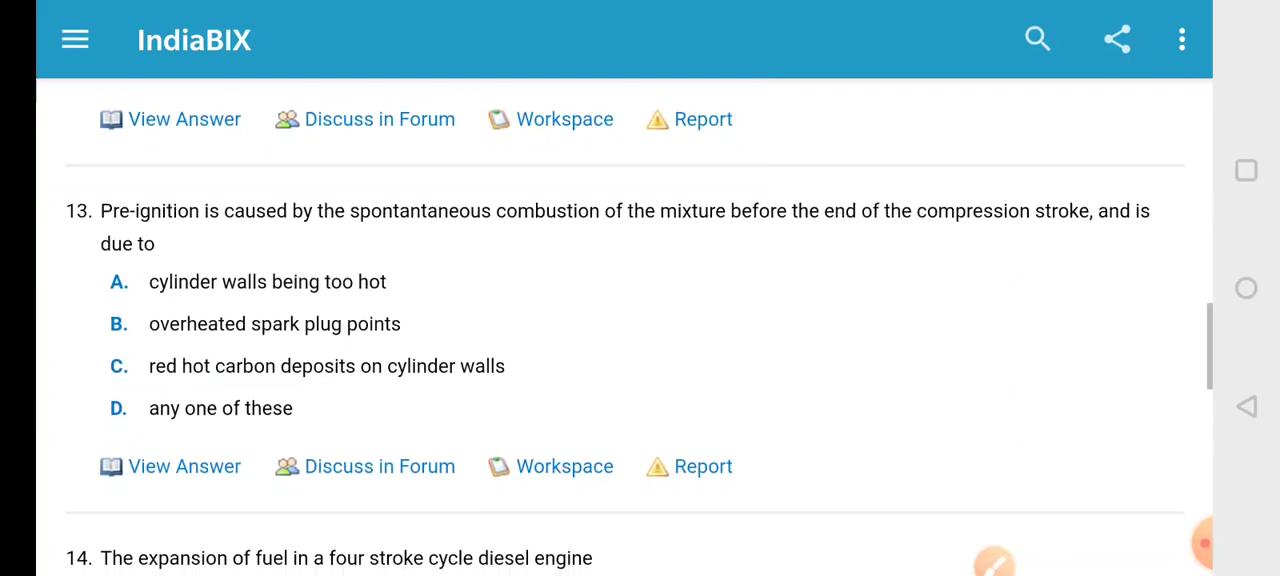 IndiaBIX
View Answer Discuss in Forum Workspace Report
13. Pre-ignition is caused by the spontantaneous combustion of the mixture before the end of the compression stroke, and is
due to
A. cylinder walls being too hot
B. overheated spark plug points
C. red hot carbon deposits on cylinder walls
D. any one of these
View Answer Discuss in Forum Workspace Report
14. The expansion of fuel in a four stroke cycle diesel engine